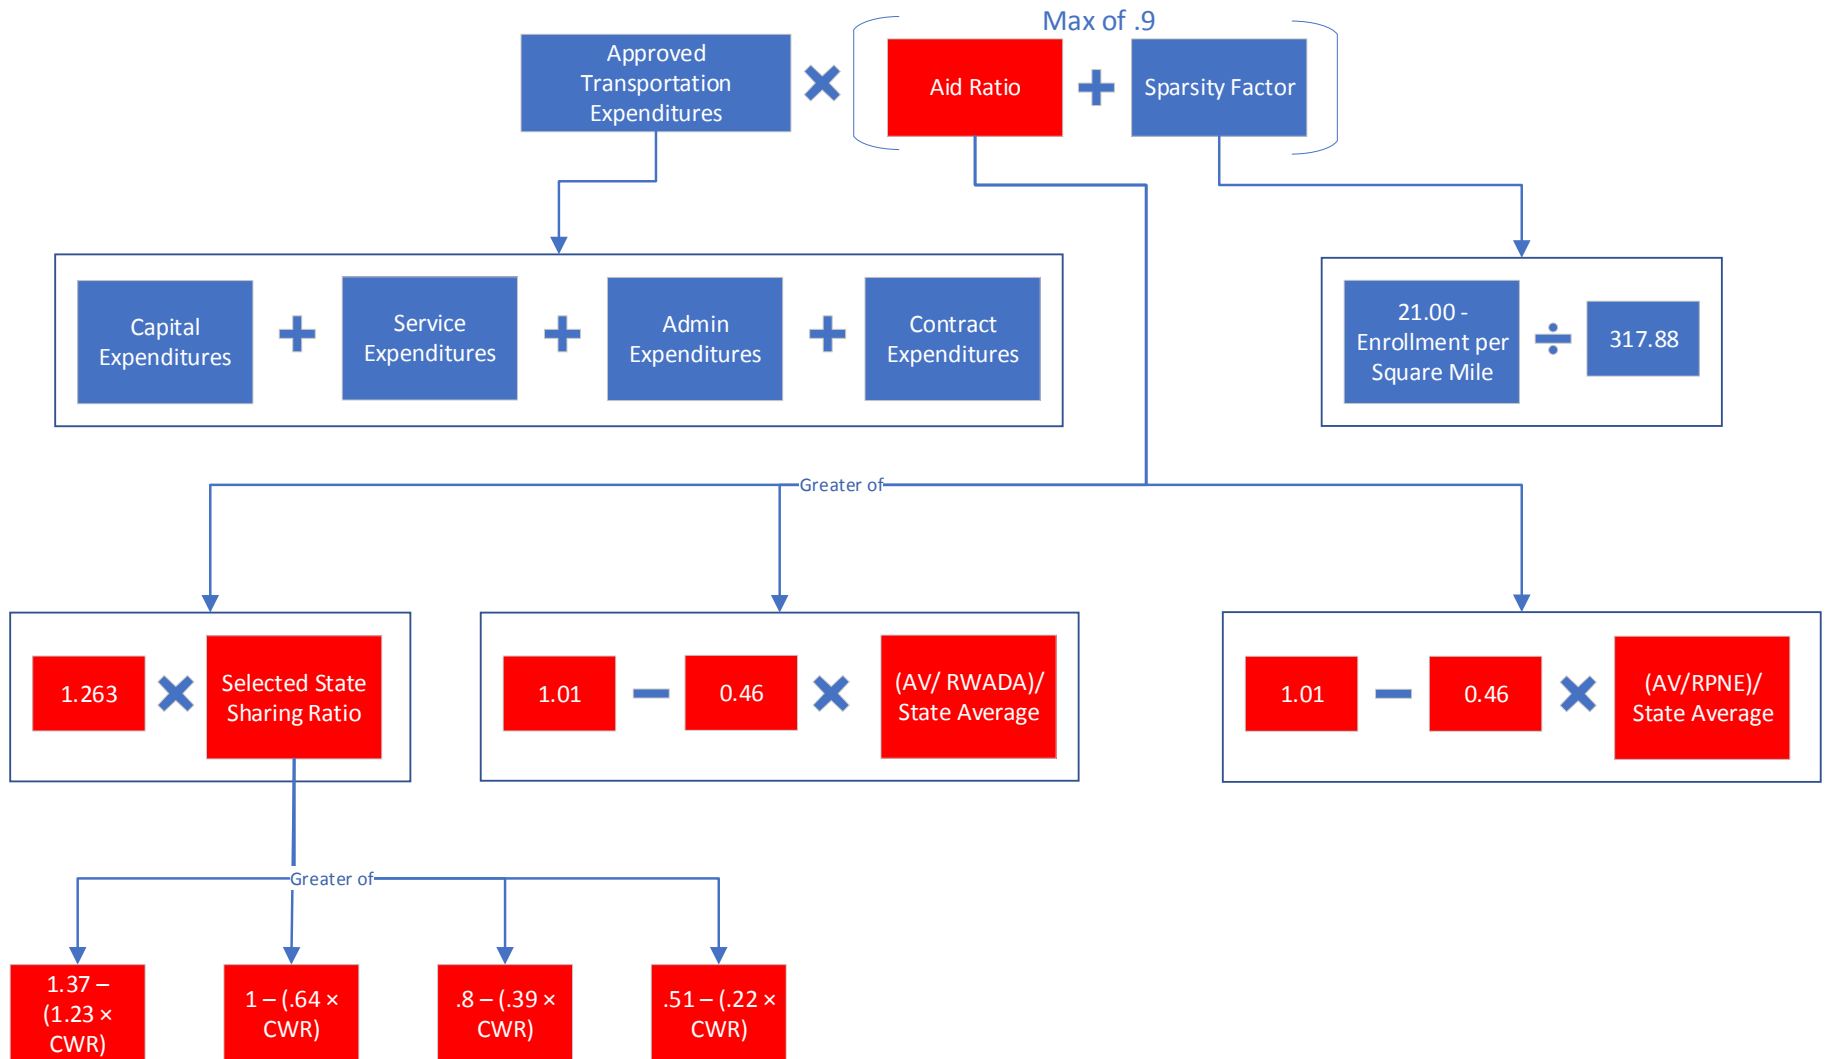 Max of .9
Approved
Transportation
Expenditures
Aid Ratio
Sparsity Factor
Capital
Expenditures
Service
Expenditures
Admin
Expenditures
Contract
Expenditures
21.00 -
Enrollment per
Square Mile
317.88
Greater of
1.263
Selected State
Sharing Ratio
1.01
0.46
(AV/ RWADA)/
State Average
1.01
0.46
(AV/RPNE)/
State Average
Greater of
1.37 –
(1.23 ×
CWR)
1 – (.64 ×
CWR)
.8 – (.39 ×
CWR)
.51 – (.22 ×
CWR)